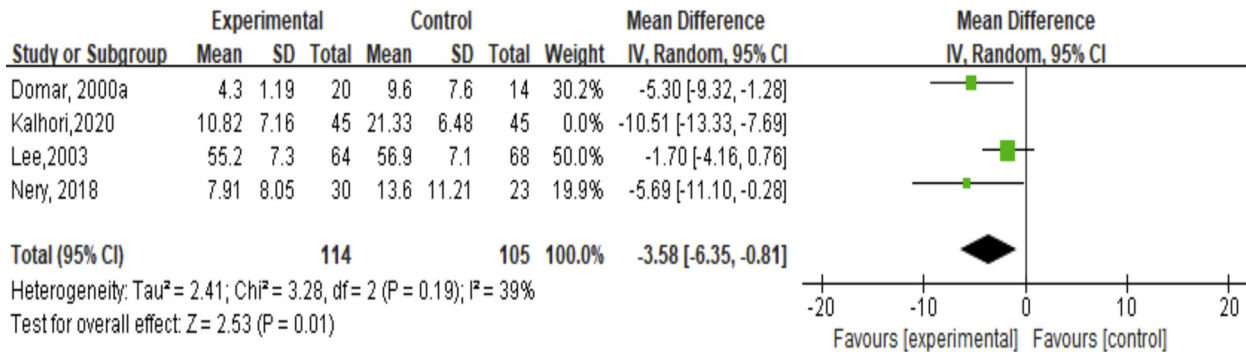 Experimental Control Mean Difference Mean Difference
Study or Subgroup Mean SD Total Mean SD Total Weight IV, Random, 95% CI IV, Random, 95% CI
Domar, 2000a 4.3 1.19 20 9.6 7.6 14 30.2% -5.30 [-9.32, -1.28]
Kalhori,2020 10.82 7.16 45 21.33 6.48 45 0.0% -10.51 [-13.33, -7.69]
Lee,2003 55.2 7.3 64 56.9 7.1 68 50.0% -1.70 [-4.16, 0.76]
Nery, 2018 7.91 8.05 30 13.6 11.21 23 19.9% -5.69 [-11.10, -0.28]
Total (95% CI) 114 105 100.0% -3.58 [-6.35, -0.81]
Heterogeneity: Tau² = 2.41; Chi² = 3.28, df = 2 (P = 0.19); I² = 39%
Test for overall effect: Z = 2.53 (P = 0.01)
-20 -10 0 10 20
Favours [experimental] Favours [control]